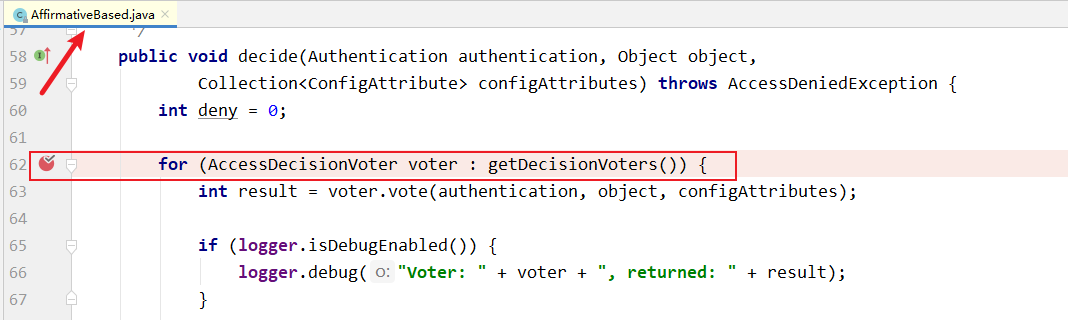 AffirmativeBased.java
57 */
58 public void decide(Authentication authentication, Object object,
59 Collection<ConfigAttribute> configAttributes) throws AccessDeniedException {
60 int deny = 0;
61
62 for (AccessDecisionVoter voter : getDecisionVoters()) {
63 int result = voter.vote(authentication, object, configAttributes);
64
65 if (logger.isDebugEnabled()) {
66 logger.debug( o: "Voter: " + voter + ", returned: " + result);
67 }